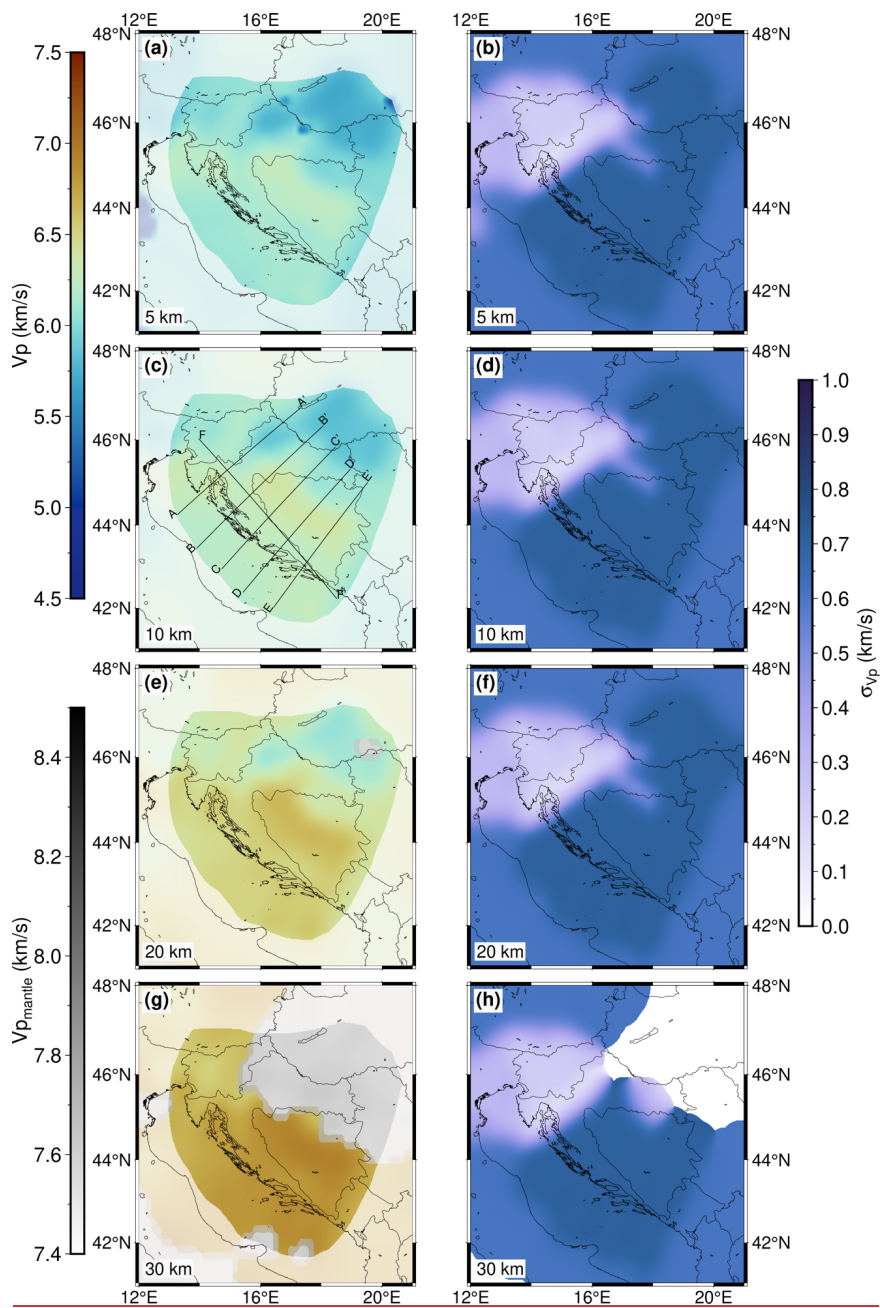 12°E 16°E 20°E 12°E 16°E 20°E
(a) 48°N (b) 48°N
7.5
7.0
6.5
6.0
5.5
5.0
4.5
Vp (km/s)
46°N 46°N
44°N 44°N
42°N 42°N
5 km 5 km
(c) 48°N (d) 48°N
A'
B'
C'
D'
E'
F
A
B
C
D
E
46°N 46°N
44°N 44°N
42°N 42°N
10 km 10 km
1.0
0.9
0.8
0.7
0.6
0.5
0.4
0.3
0.2
0.1
0.0
σVp (km/s)
(e) 48°N (f) 48°N
46°N 46°N
44°N 44°N
42°N 42°N
20 km 20 km
8.4
8.2
8.0
7.8
7.6
7.4
Vpmantle (km/s)
(g) 48°N (h) 48°N
46°N 46°N
44°N 44°N
42°N 42°N
30 km 30 km
12°E 16°E 20°E 12°E 16°E 20°E